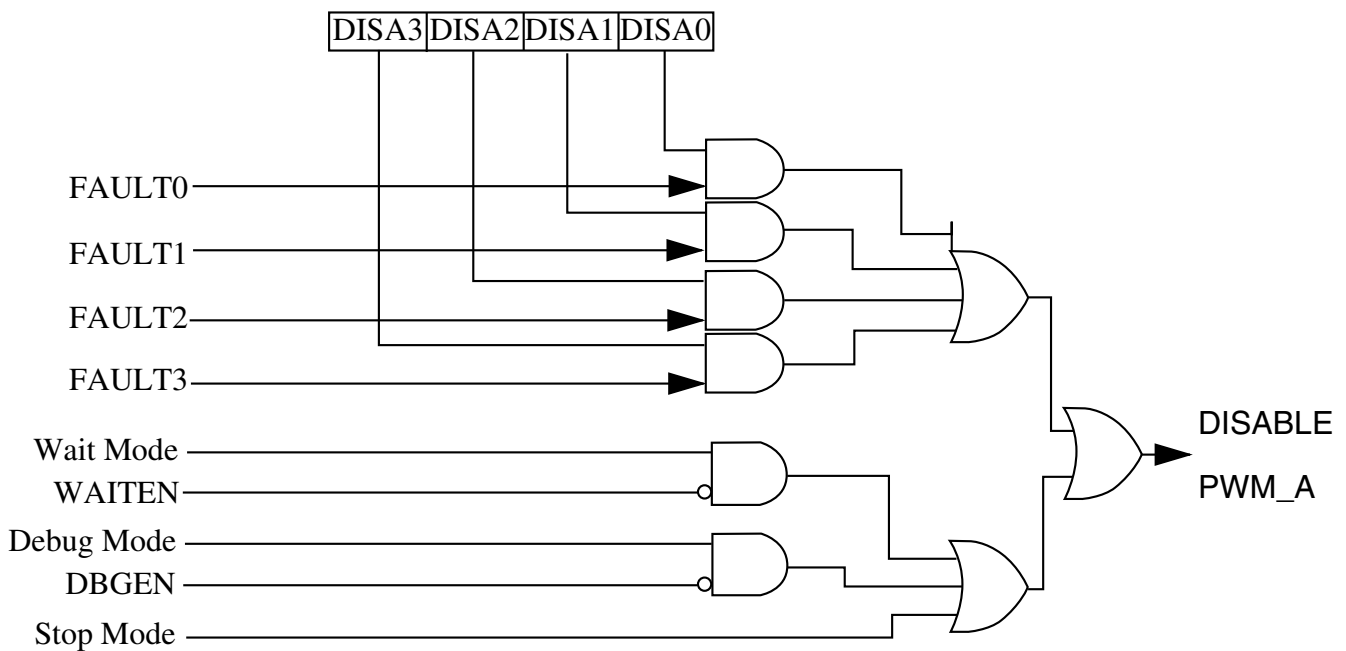 DISA3 DISA2 DISA1 DISA0
FAULT0
FAULT1
FAULT2
FAULT3
Wait Mode
WAITEN
Debug Mode
DBGEN
Stop Mode
DISABLE
PWM_A